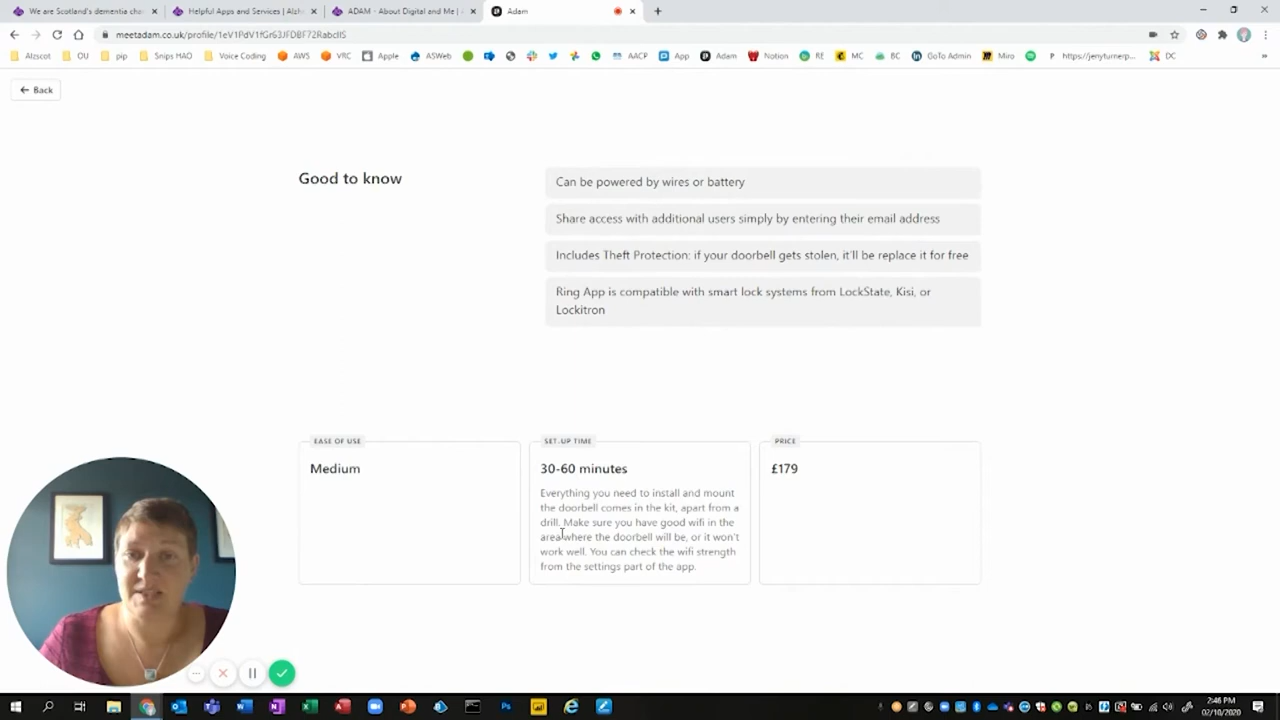 We are Scotland's dementia cha
Helpful Apps and Services | Alzh
ADAM - About Digital and Me |
Adam
meetadam.co.uk/profile/1eV1PdV1fGr63JFDBF72RabcIIS
Alzscot
OU
pip
Snips HAO
Voice Coding
AWS
VRC
Apple
ASWeb
AACP
App
Adam
Notion
RE
MC
BC
GoTo Admin
Miro
https://jenyturnerp...
DC
Back
Good to know
Can be powered by wires or battery
Share access with additional users simply by entering their email address
Includes Theft Protection: if your doorbell gets stolen, it'll be replace it for free
Ring App is compatible with smart lock systems from LockState, Kisi, or
Lockitron
EASE OF USE
Medium
SET-UP TIME
30-60 minutes
Everything you need to install and mount
the doorbell comes in the kit, apart from a
drill. Make sure you have good wifi in the
area where the doorbell will be, or it won't
work well. You can check the wifi strength
from the settings part of the app.
PRICE
£179
2:46 PM
02/10/2020